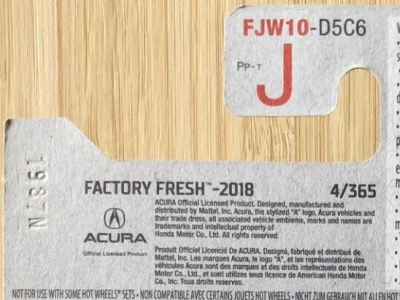 FJW10-D5C6
PP-T
J
1987N
FACTORY FRESH™-2018 4/365
ACURA Official Licensed Product. Designed, manufactured and
distributed by Mattel, Inc. Acura, the stylized "A" logo, Acura vehicles and
their trade dress, all associated vehicle emblems, marks and names are
trademarks and intellectual property of
Honda Motor Co., Ltd. All rights reserved.
ACURA
Official Licensed Product
Produit Officiel Licencié De ACURA. Designé, fabriqué et distribué de
Mattel, Inc. La marque Acura, le logo «A», et les représentations des
véhicules Acura sont des marques et des droits intellectuels de Honda
Motor Co., Ltd., et sont utilisés sous licence de American Honda Motor
Co., Inc. Tous droits reservés.
NOT FOR USE WITH SOME HOT WHEELS™ SETS • NON COMPATIBLE AVEC CERTAINS JOUETS HOT WHEELS • NICHT ZUM GEBRAUCH MIT ALLEN HOT